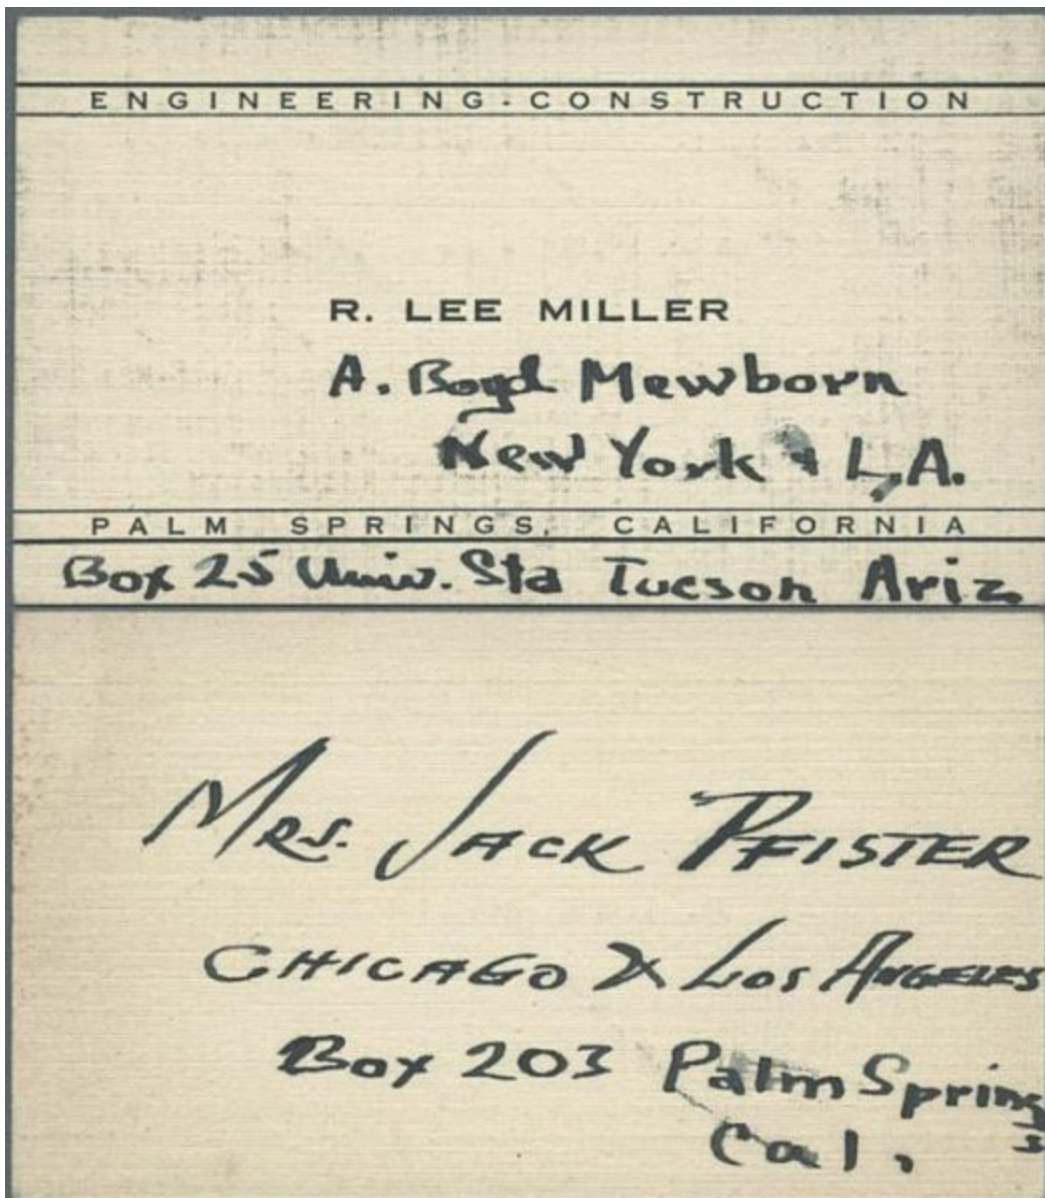 ENGINEERING-CONSTRUCTION
R. LEE MILLER
A. Boyd Mewborn
New York & L.A.
PALM SPRINGS, CALIFORNIA
Box 25 Univ. Sta Tucson Ariz
MRS. JACK PFISTER
CHICAGO & LOS ANGELES
Box 203 Palm Springs
Cal.